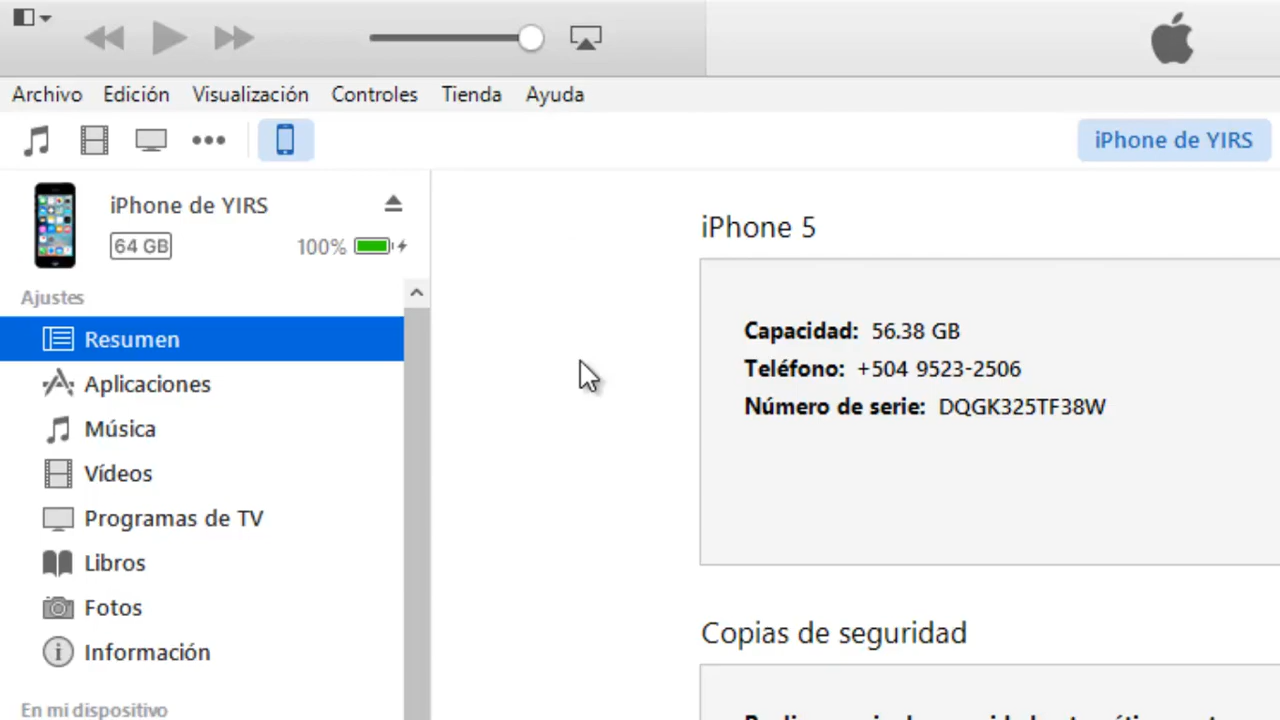 Archivo Edición Visualización Controles Tienda Ayuda
iPhone de YIRS
iPhone de YIRS
64 GB 100%
Ajustes
Resumen
Aplicaciones
Música
Vídeos
Programas de TV
Libros
Fotos
Información
En mi dispositivo
iPhone 5
Capacidad: 56.38 GB
Teléfono: +504 9523-2506
Número de serie: DQGK325TF38W
Copias de seguridad